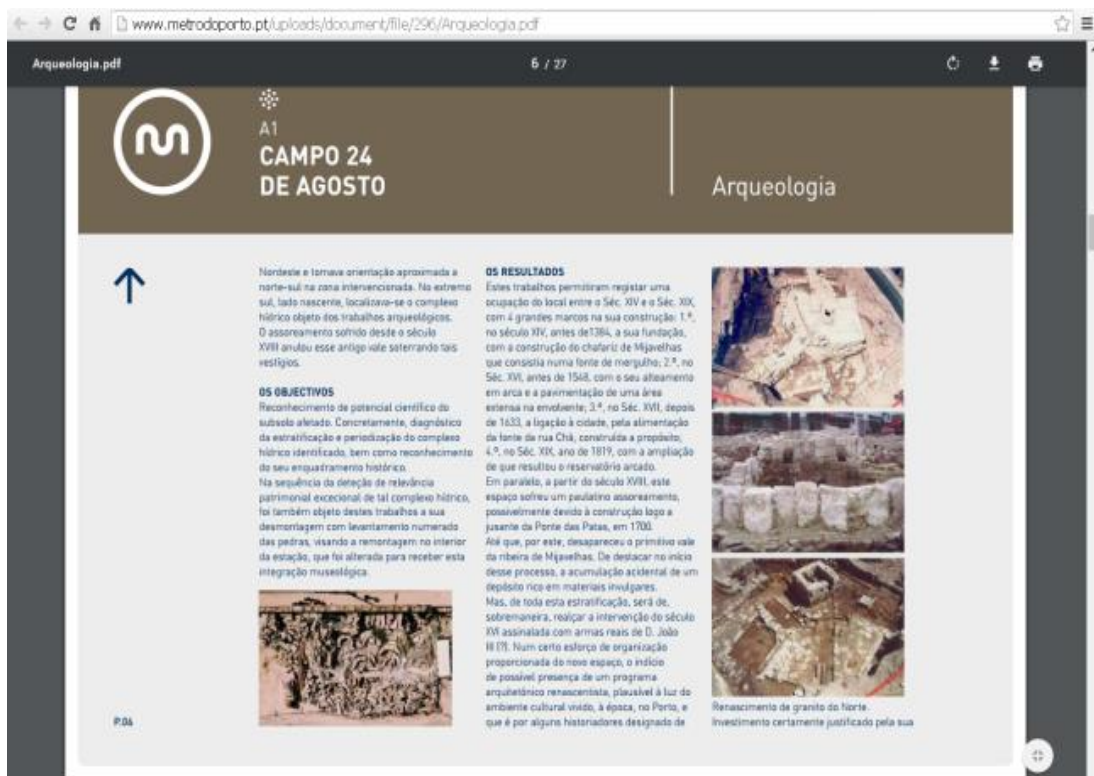 www.metrodoporto.pt/uploads/document/file/296/Arqueologia.pdf
Arqueologia.pdf
6 / 27
A1
CAMPO 24
DE AGOSTO
Arqueologia
Nordeste e tomava orientação aproximada a
norte-sul na zona intervencionada. No extremo
sul, lado nascente, localizava-se o complexo
hídrico objeto dos trabalhos arqueológicos.
O assoreamento sofrido desde o século
XVIII anulou esse antigo vale soterrando tais
vestígios.
OS OBJECTIVOS
Reconhecimento de potencial científico do
subsolo afetado. Concretamente, diagnóstico
da estratificação e periodização do complexo
hídrico identificado, bem como reconhecimento
do seu enquadramento histórico.
Na sequência da deteção de relevância
patrimonial excecional de tal complexo hídrico,
foi também objeto destes trabalhos a sua
desmontagem com levantamento numerado
das pedras, visando a remontagem no interior
da estação, que foi alterada para receber esta
integração museológica.
P.06
OS RESULTADOS
Estes trabalhos permitiram registar uma
ocupação do local entre o Séc. XIV e o Séc. XIX,
com 4 grandes marcos na sua construção: 1.º,
no século XIV, antes de1384, a sua fundação,
com a construção do chafariz de Mijavelhas
que consistia numa fonte de mergulho; 2.º, no
Séc. XVI, antes de 1548, com o seu alteamento
em arca e a pavimentação de uma área
extensa na envolvente; 3.º, no Séc. XVII, depois
de 1633, a ligação à cidade, pela alimentação
da fonte da rua Chã, construída a propósito;
4.º, no Séc. XIX, ano de 1819, com a ampliação
de que resultou o reservatório arcado.
Em paralelo, a partir do século XVIII, este
espaço sofreu um paulatino assoreamento,
possivelmente devido à construção logo a
jusante da Ponte das Patas, em 1700.
Até que, por este, desapareceu o primitivo vale
da ribeira de Mijavelhas. De destacar no início
desse processo, a acumulação acidental de um
depósito rico em materiais invulgares.
Mas, de toda esta estratificação, será de,
sobremaneira, realçar a intervenção do século
XVI assinalada com armas reais de D. João
III (?). Num certo esforço de organização
proporcionada do novo espaço, o indício
de possível presença de um programa
arquitetónico renascentista, plausível à luz do
ambiente cultural vivido, à época, no Porto, e
que é por alguns historiadores designado de
Renascimento de granito do Norte.
Investimento certamente justificado pela sua